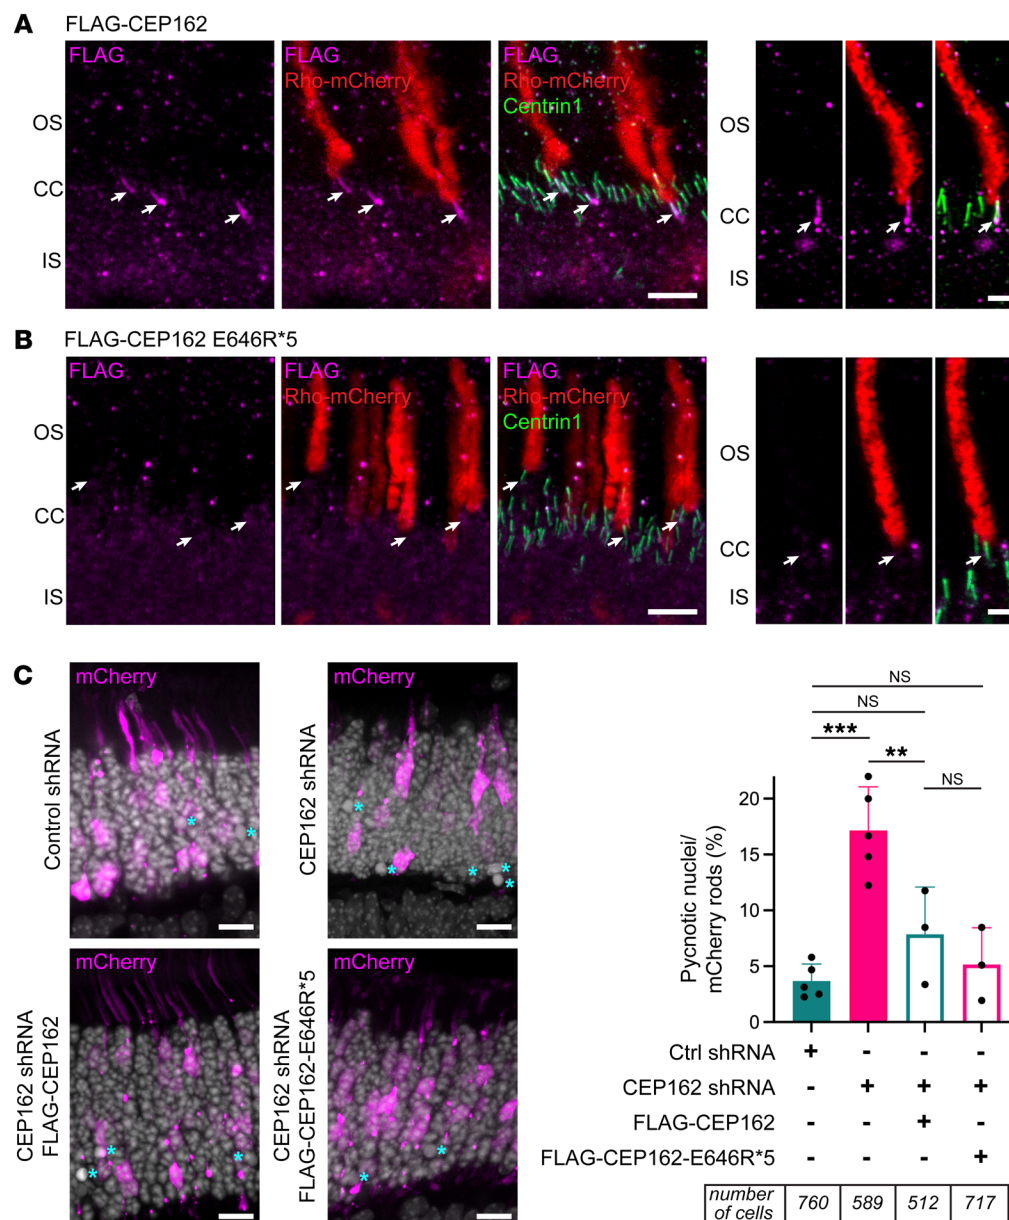 A
FLAG-CEP162
FLAG
FLAG
Rho-mCherry
FLAG
Rho-mCherry
Centrin1
OS
CC
IS
OS
CC
IS
B
FLAG-CEP162 E646R*5
FLAG
FLAG
Rho-mCherry
FLAG
Rho-mCherry
Centrin1
OS
CC
IS
OS
CC
IS
C
Control shRNA
mCherry
*
*
CEP162 shRNA
mCherry
*
*
*
*
*
CEP162 shRNA
FLAG-CEP162
mCherry
*
*
*
CEP162 shRNA
FLAG-CEP162-E646R*5
mCherry
*
*
NS
NS
***
**
NS
Pycnotic nuclei/
mCherry rods (%)
20
15
10
5
0
Ctrl shRNA + - - -
CEP162 shRNA - + + +
FLAG-CEP162 - - + -
FLAG-CEP162-E646R*5 - - - +
number
of cells
760 589 512 717